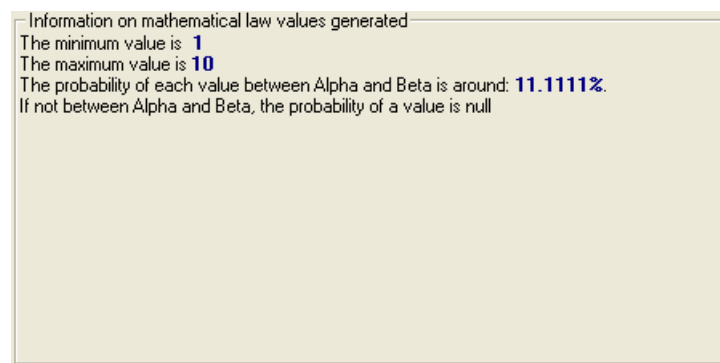 Information on mathematical law values generated
The minimum value is 1
The maximum value is 10
The probability of each value between Alpha and Beta is around: 11.1111%.
If not between Alpha and Beta, the probability of a value is null